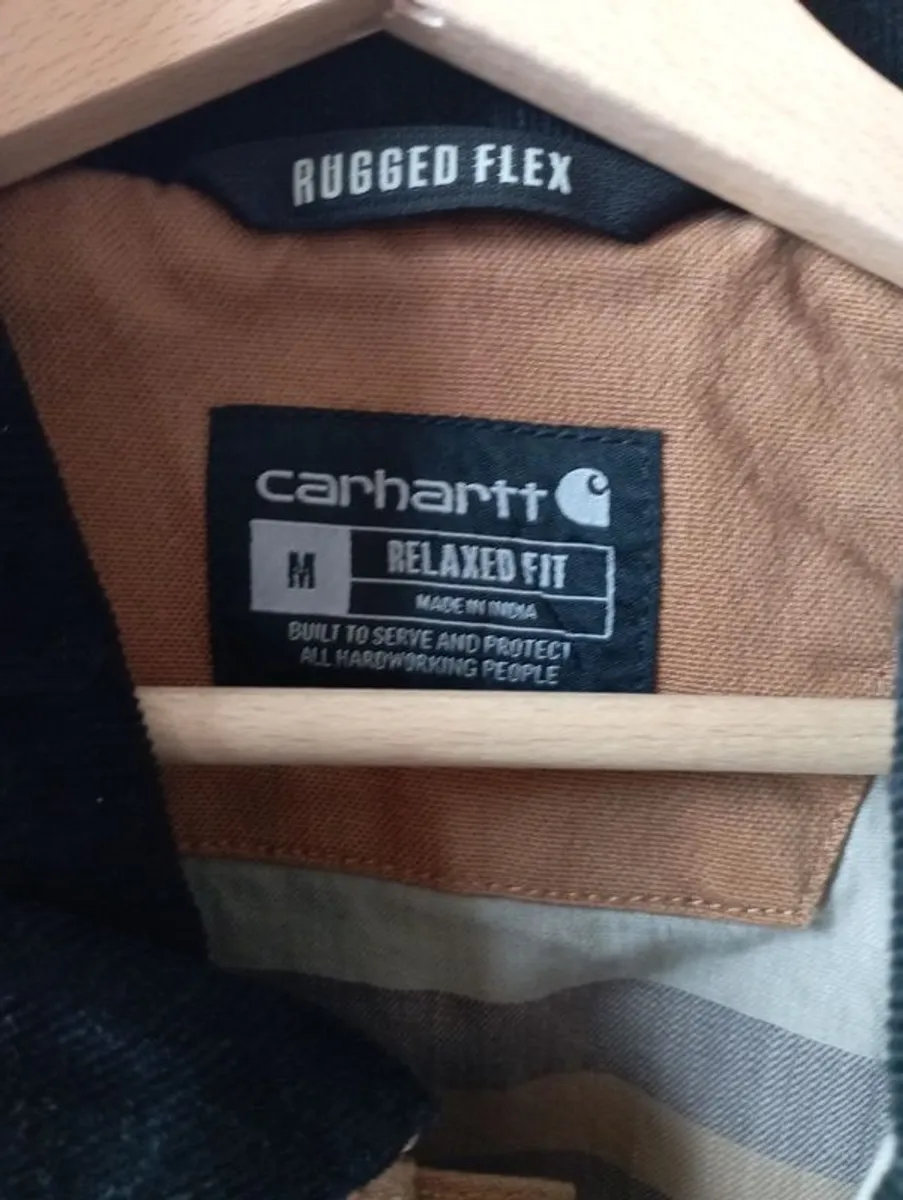 RUGGED FLEX
carhartt
M
RELAXED FIT
MADE IN INDIA
BUILT TO SERVE AND PROTECT
ALL HARDWORKING PEOPLE